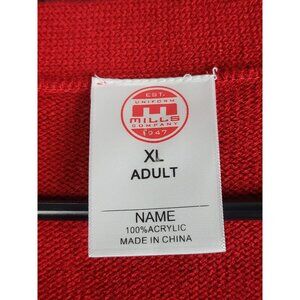 EST.
UNIFORM
MILLS
COMPANY
1947
XL
ADULT
NAME
100% ACRYLIC
MADE IN CHINA